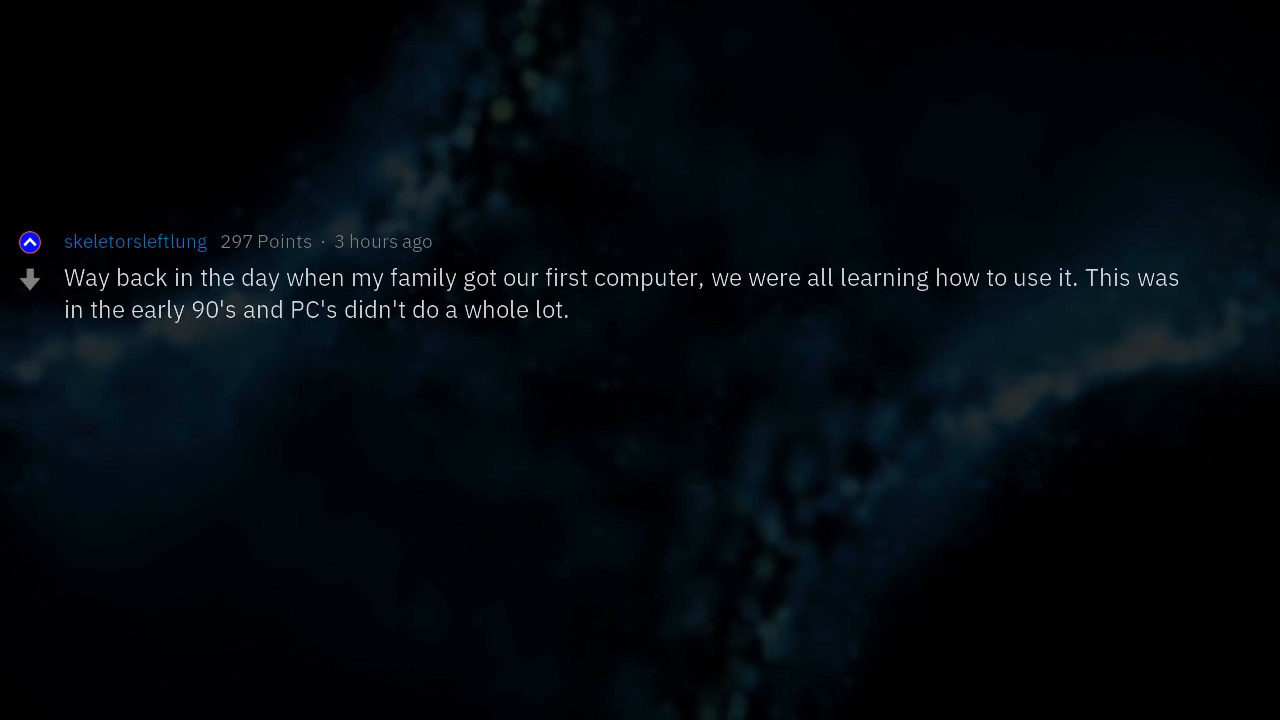 skeletorsleftlung 297 Points · 3 hours ago
Way back in the day when my family got our first computer, we were all learning how to use it. This was
in the early 90's and PC's didn't do a whole lot.